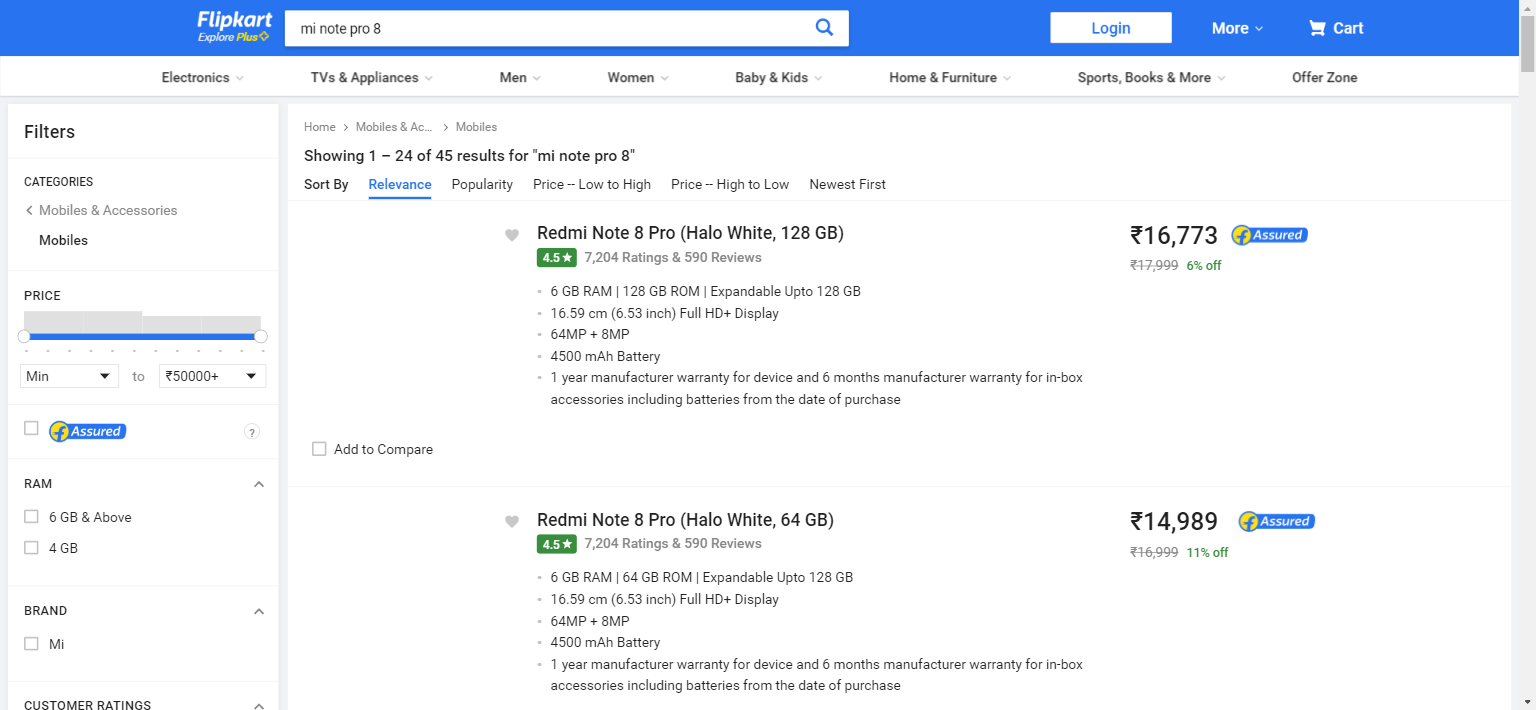 Flipkart
Explore Plus
mi note pro 8
Login
More
Cart
Electronics
TVs & Appliances
Men
Women
Baby & Kids
Home & Furniture
Sports, Books & More
Offer Zone
Filters
CATEGORIES
Mobiles & Accessories
Mobiles
PRICE
Min
to
₹50000+
Assured
?
RAM
6 GB & Above
4 GB
BRAND
Mi
CUSTOMER RATINGS
Home
Mobiles & Ac...
Mobiles
Showing 1 – 24 of 45 results for "mi note pro 8"
Sort By
Relevance
Popularity
Price -- Low to High
Price -- High to Low
Newest First
Redmi Note 8 Pro (Halo White, 128 GB)
4.5★ 7,204 Ratings & 590 Reviews
6 GB RAM | 128 GB ROM | Expandable Upto 128 GB
16.59 cm (6.53 inch) Full HD+ Display
64MP + 8MP
4500 mAh Battery
1 year manufacturer warranty for device and 6 months manufacturer warranty for in-box
accessories including batteries from the date of purchase
₹16,773
Assured
₹17,999 6% off
Add to Compare
Redmi Note 8 Pro (Halo White, 64 GB)
4.5★ 7,204 Ratings & 590 Reviews
6 GB RAM | 64 GB ROM | Expandable Upto 128 GB
16.59 cm (6.53 inch) Full HD+ Display
64MP + 8MP
4500 mAh Battery
1 year manufacturer warranty for device and 6 months manufacturer warranty for in-box
accessories including batteries from the date of purchase
₹14,989
Assured
₹16,999 11% off